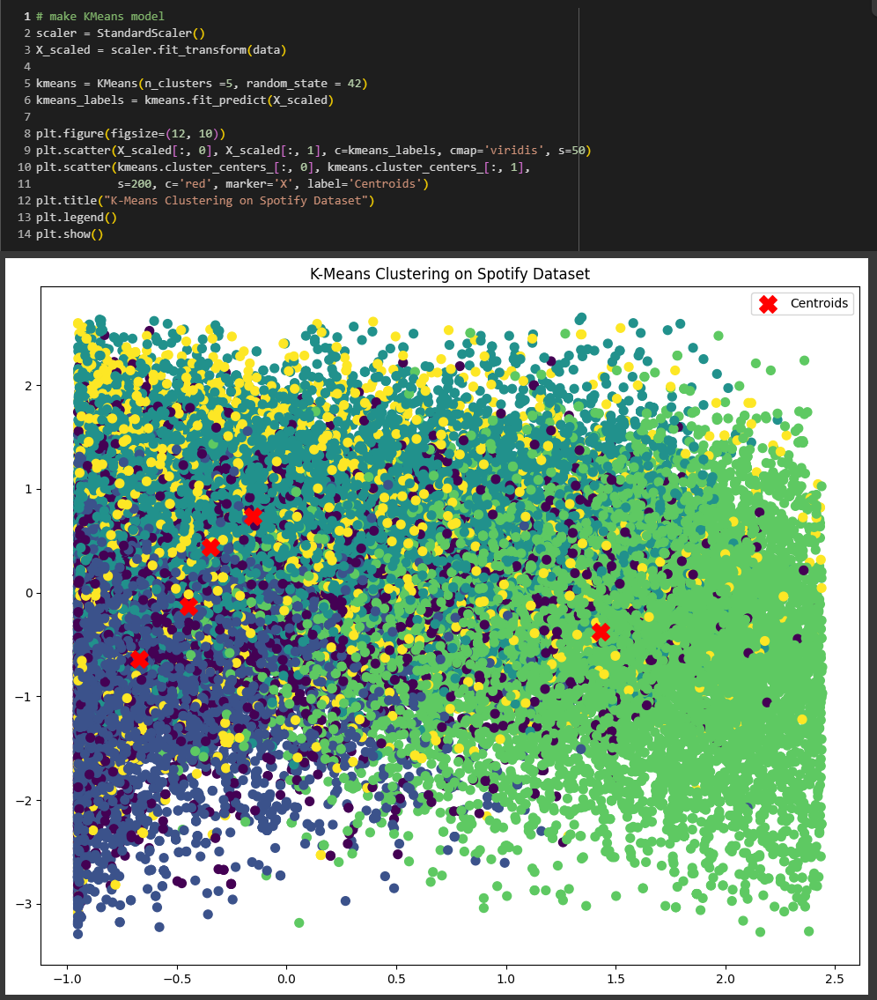 1 # make KMeans model
2 scaler = StandardScaler()
3 X_scaled = scaler.fit_transform(data)
4
5 kmeans = KMeans(n_clusters =5, random_state = 42)
6 kmeans_labels = kmeans.fit_predict(X_scaled)
7
8 plt.figure(figsize=(12, 10))
9 plt.scatter(X_scaled[:, 0], X_scaled[:, 1], c=kmeans_labels, cmap='viridis', s=50)
10 plt.scatter(kmeans.cluster_centers_[:, 0], kmeans.cluster_centers_[:, 1],
11             s=200, c='red', marker='X', label='Centroids')
12 plt.title("K-Means Clustering on Spotify Dataset")
13 plt.legend()
14 plt.show()
K-Means Clustering on Spotify Dataset
Centroids
2
1
0
−1
−2
−3
−1.0 −0.5 0.0 0.5 1.0 1.5 2.0 2.5